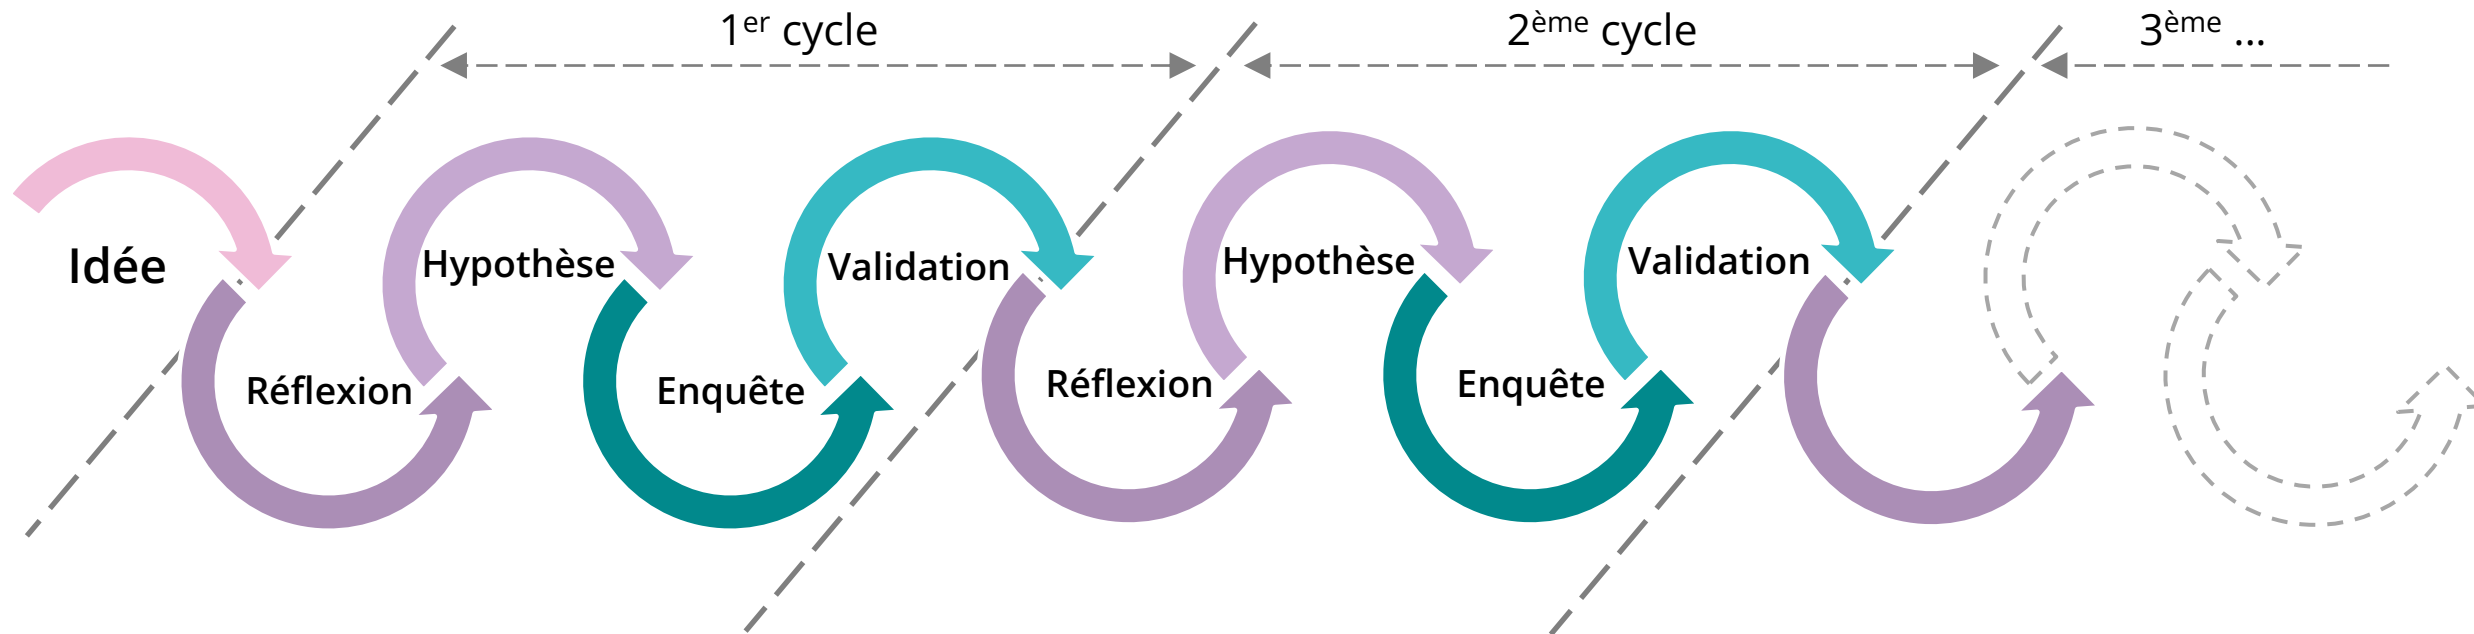 1er cycle
2ème cycle
3ème ...
Idée
Hypothèse
Validation
Hypothèse
Validation
Réflexion
Enquête
Réflexion
Enquête